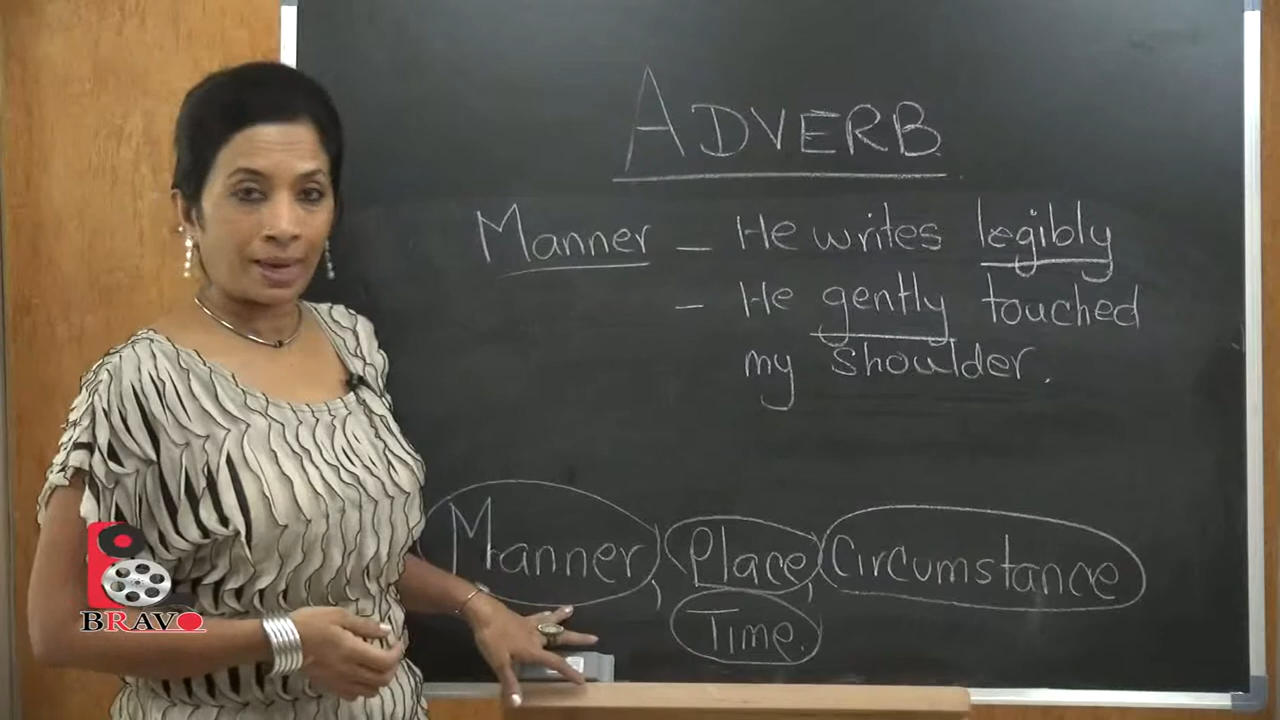 ADVERB
Manner - He writes legibly
- He gently touched
my shoulder.
Manner, Place, Circumstance
Time.
BRAVO